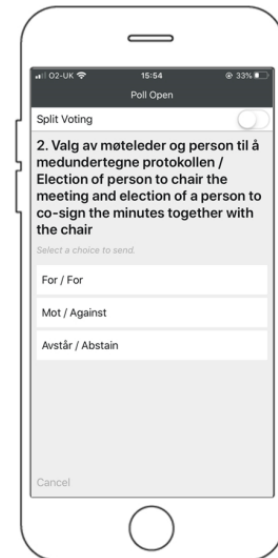 O2-UK 15:54 33%
Poll Open
Split Voting
2. Valg av møteleder og person til å
medundertegne protokollen /
Election of person to chair the
meeting and election of a person to
co-sign the minutes together with
the chair
Select a choice to send.
For / For
Mot / Against
Avstår / Abstain
Cancel